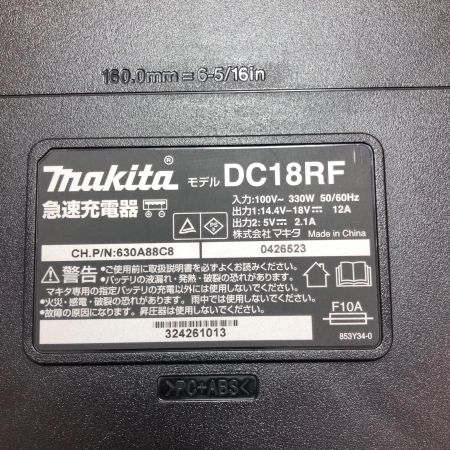 160.0mm = 6-5/16in
makita® モデル DC18RF
急速充電器
入力:100V~ 330W 50/60Hz
出力1:14.4V-18V⎓ 12A
出力2: 5V⎓ 2.1A
株式会社マキタ Made in China
CH.P/N:630A88C8
0426523
⚠警告 •ご使用前に取扱説明書を必ずよくお読みください。
•バッテリの液漏れ・発熱・破裂の恐れがあります。
マキタ専用の指定バッテリの充電以外には使用しないでください。
•火災・感電・破裂の恐れあり。雨中では使用しないでください。
•故障の原因になります。昇圧器は使用しないでください。
F10A
324261013
853Y34-0
>PC+ABS<